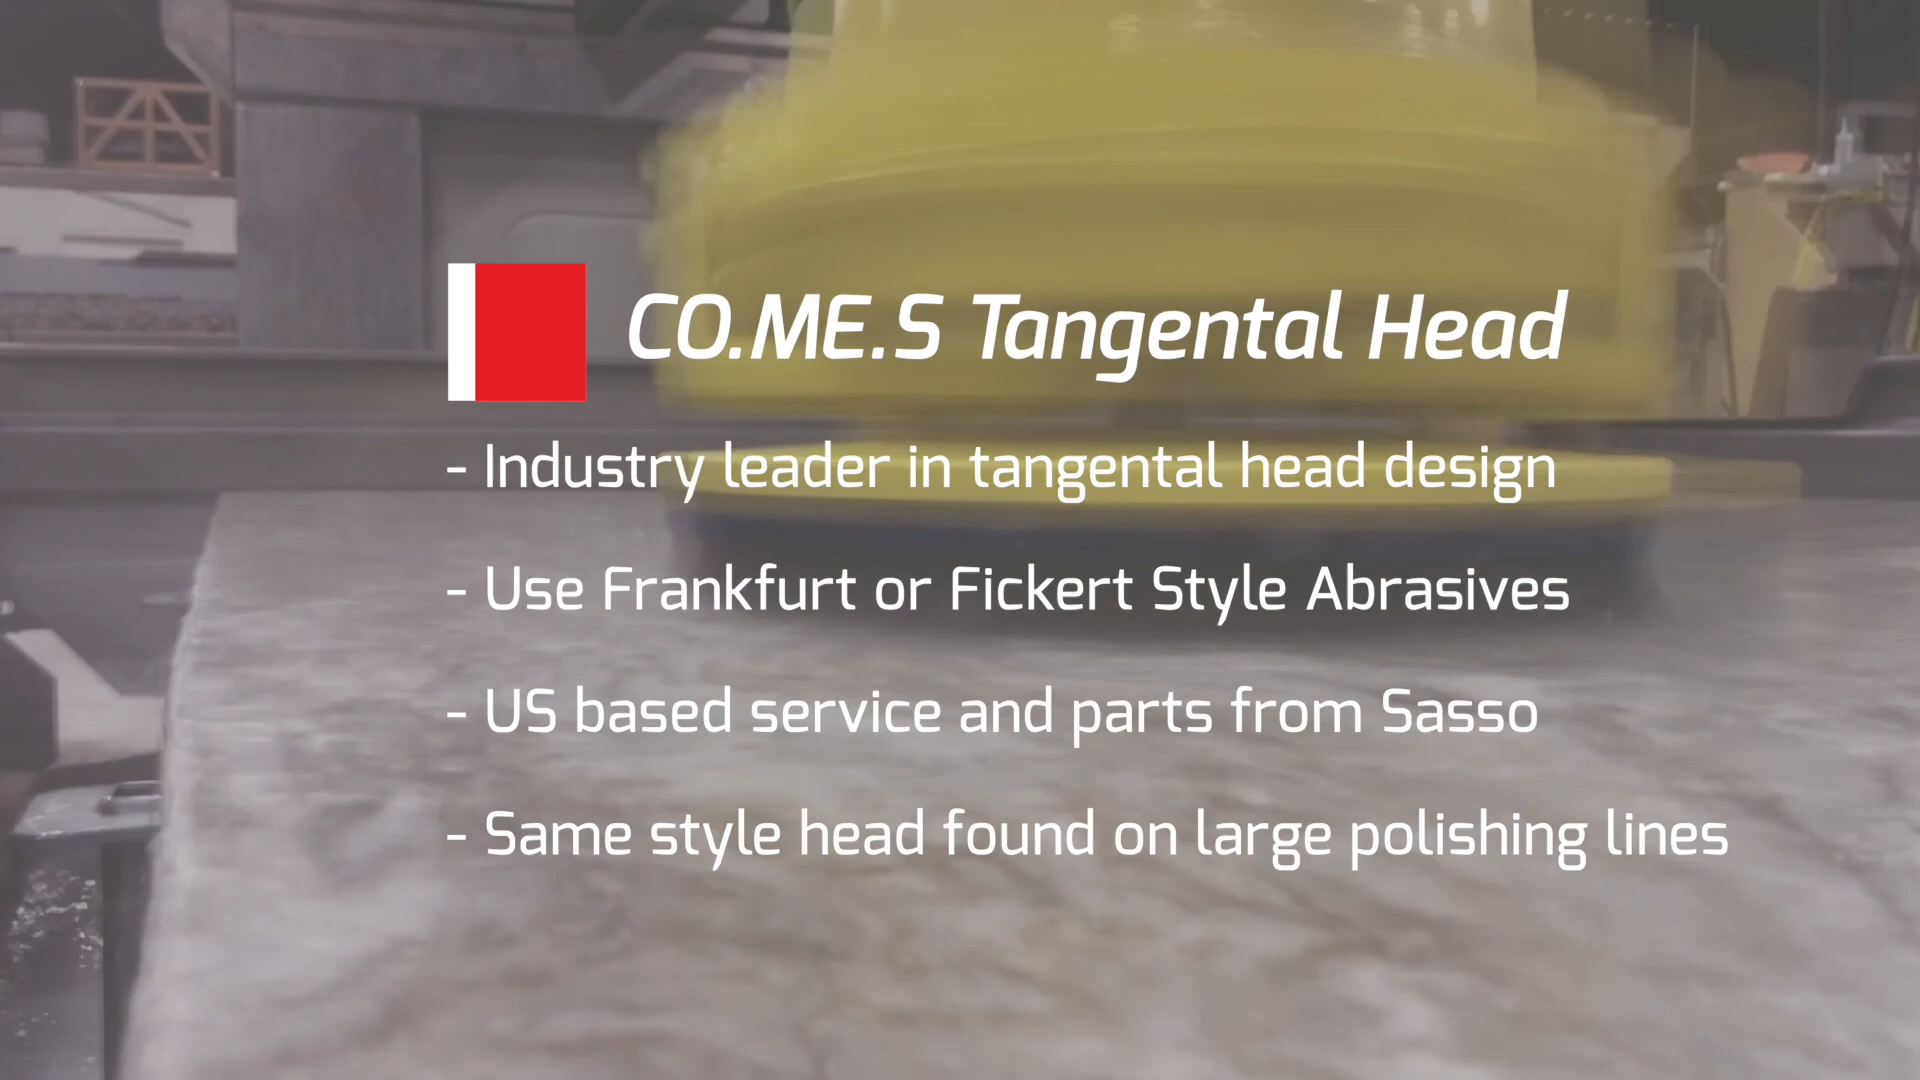 CO.ME.S Tangental Head
- Industry leader in tangental head design
- Use Frankfurt or Fickert Style Abrasives
- US based service and parts from Sasso
- Same style head found on large polishing lines